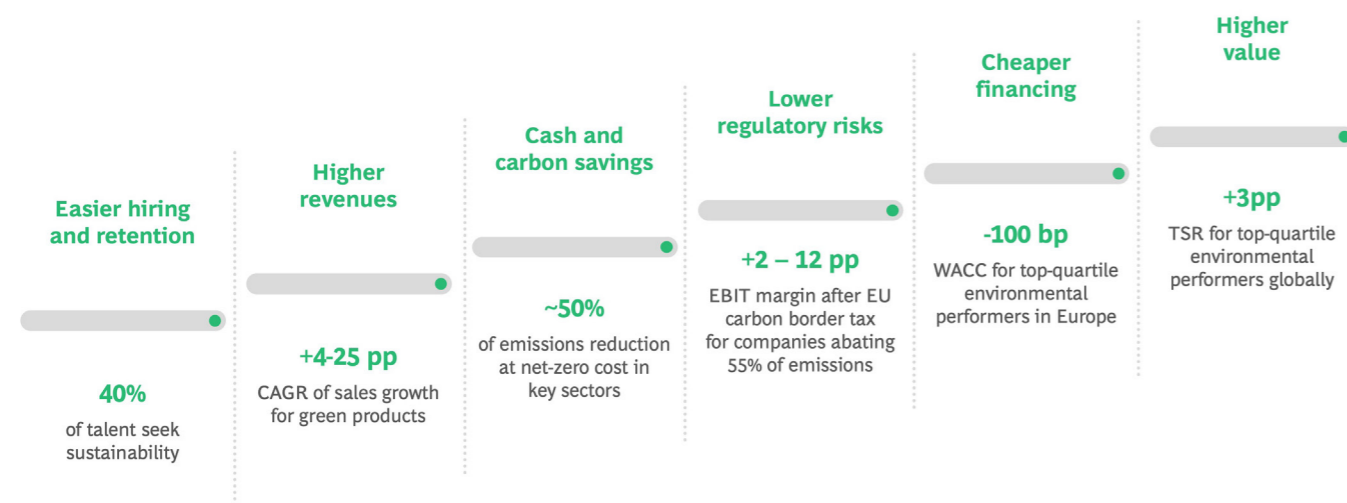 Easier hiring
and retention
40%
of talent seek
sustainability
Higher
revenues
+4-25 pp
CAGR of sales growth
for green products
Cash and
carbon savings
~50%
of emissions reduction
at net-zero cost in
key sectors
Lower
regulatory risks
+2 – 12 pp
EBIT margin after EU
carbon border tax
for companies abating
55% of emissions
Cheaper
financing
-100 bp
WACC for top-quartile
environmental
performers in Europe
Higher
value
+3pp
TSR for top-quartile
environmental
performers globally